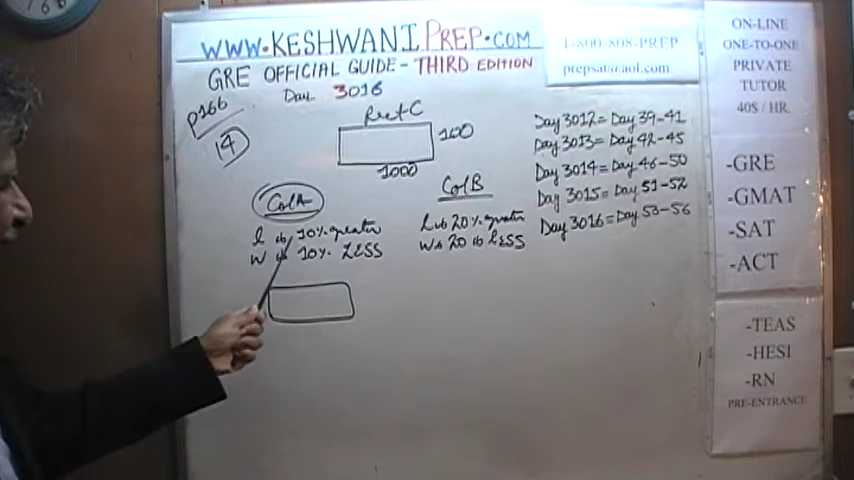 WWW.KESHWANIPREP.COM
GRE OFFICIAL GUIDE - THIRD EDITION
Day 3016
P166
14
Rect C
100
1000
Col A
l is 10% greater
W is 10% LESS
Col B
l is 20% greater
W is 20 is LESS
Day 3012 = Day 39-41
Day 3013 = Day 42-45
Day 3014 = Day 46-50
Day 3015 = Day 51-52
Day 3016 = Day 53-56
1-800-808-PREP
prepsat@aol.com
ON-LINE
ONE-TO-ONE
PRIVATE
TUTOR
40$ / HR.
-GRE
-GMAT
-SAT
-ACT
-TEAS
-HESI
-RN
PRE-ENTRANCE